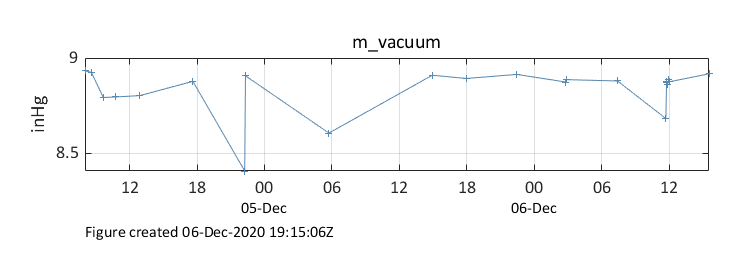 m_vacuum
9
8.5
inHg
12 18 00 06 12 18 00 06 12
05-Dec 06-Dec
Figure created 06-Dec-2020 19:15:06Z